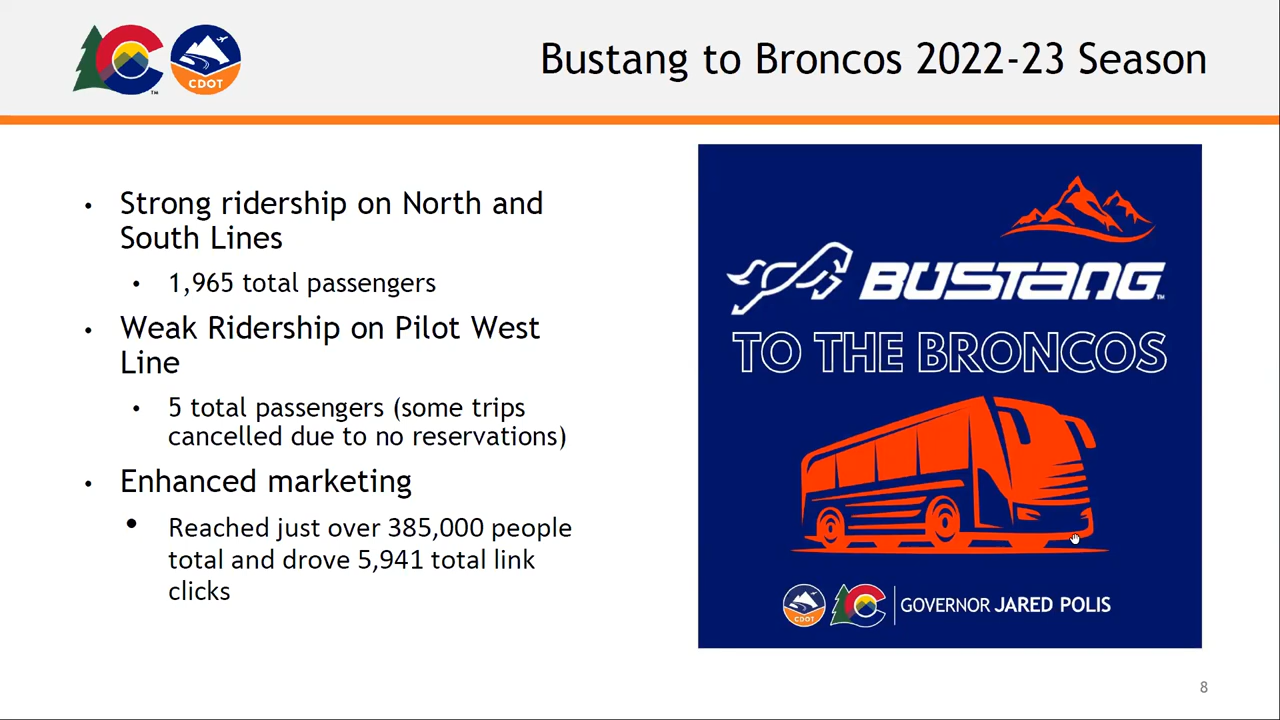 CDOT
Bustang to Broncos 2022-23 Season
• Strong ridership on North and
South Lines
• 1,965 total passengers
• Weak Ridership on Pilot West
Line
• 5 total passengers (some trips
cancelled due to no reservations)
• Enhanced marketing
• Reached just over 385,000 people
total and drove 5,941 total link
clicks
BUSTANG™
TO THE BRONCOS
CDOT
GOVERNOR JARED POLIS
8